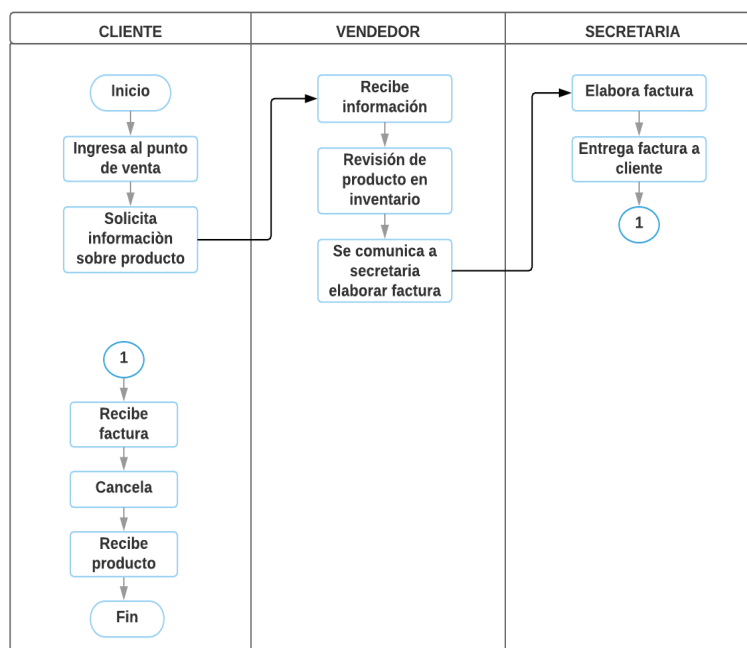 CLIENTE
VENDEDOR
SECRETARIA
Inicio
Ingresa al punto
de venta
Solicita
informaciòn
sobre producto
Recibe
información
Revisión de
producto en
inventario
Se comunica a
secretaria
elaborar factura
Elabora factura
Entrega factura a
cliente
1
1
Recibe
factura
Cancela
Recibe
producto
Fin